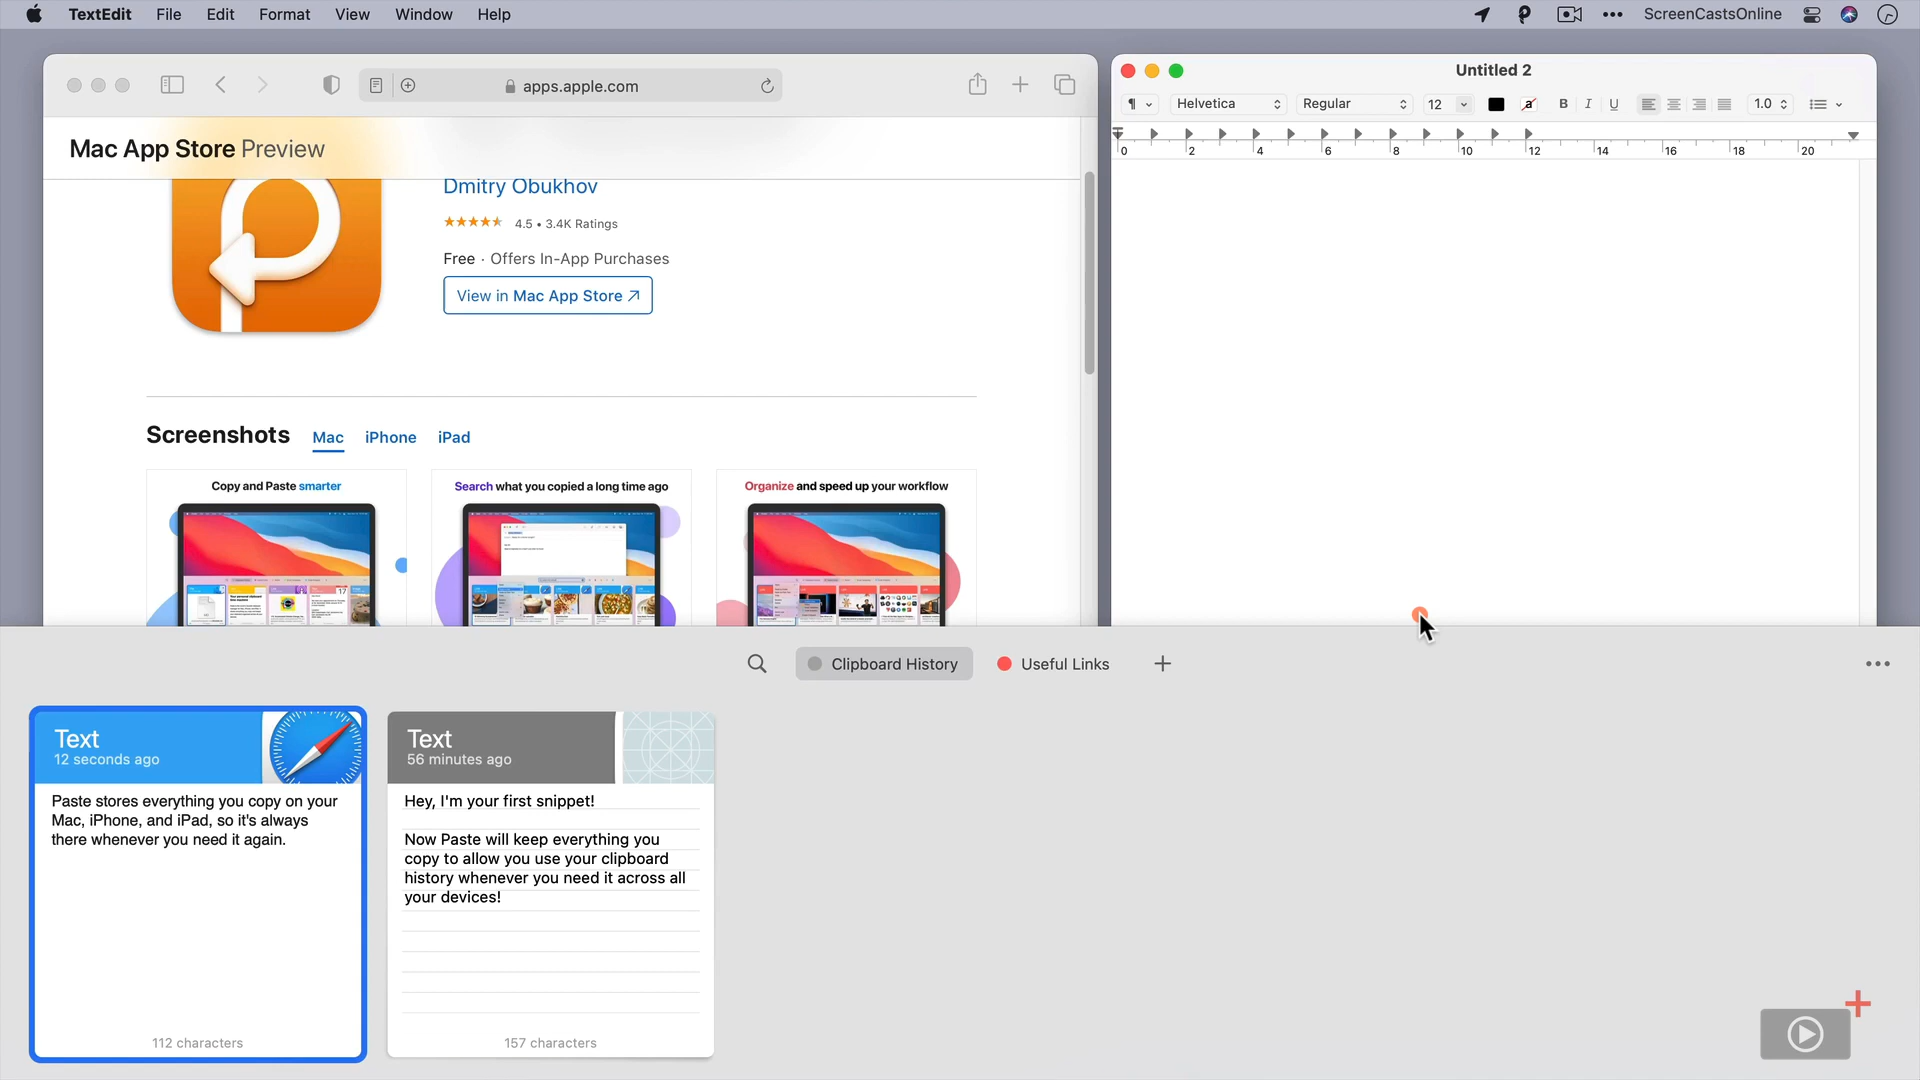 TextEdit File Edit Format View Window Help
ScreenCastsOnline
apps.apple.com
Mac App Store Preview
Dmitry Obukhov
4.5 • 3.4K Ratings
Free · Offers In-App Purchases
View in Mac App Store ↗
Screenshots Mac iPhone iPad
Copy and Paste smarter
Search what you copied a long time ago
Organize and speed up your workflow
Untitled 2
¶ Helvetica Regular 12 a B I U 1.0
0 2 4 6 8 10 12 14 16 18 20
Clipboard History Useful Links
Text
12 seconds ago
Paste stores everything you copy on your
Mac, iPhone, and iPad, so it's always
there whenever you need it again.
112 characters
Text
56 minutes ago
Hey, I'm your first snippet!
Now Paste will keep everything you
copy to allow you use your clipboard
history whenever you need it across all
your devices!
157 characters